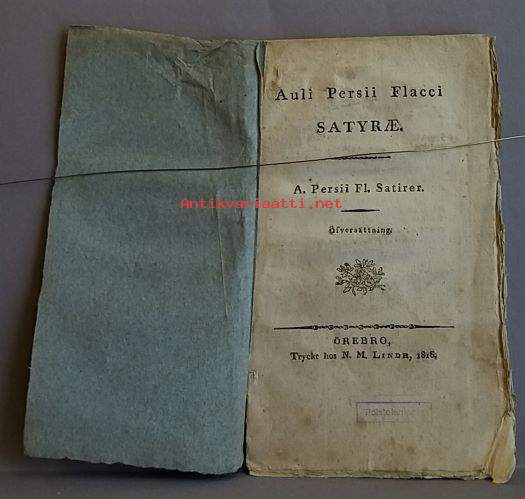 Auli Persii Flacci
SATYRÆ.
A. Persii Fl. Satirer.
Antikvariaatti.net
Öfversättning.
ÖREBRO,
Tryckt hos N. M. LINDH, 1816.